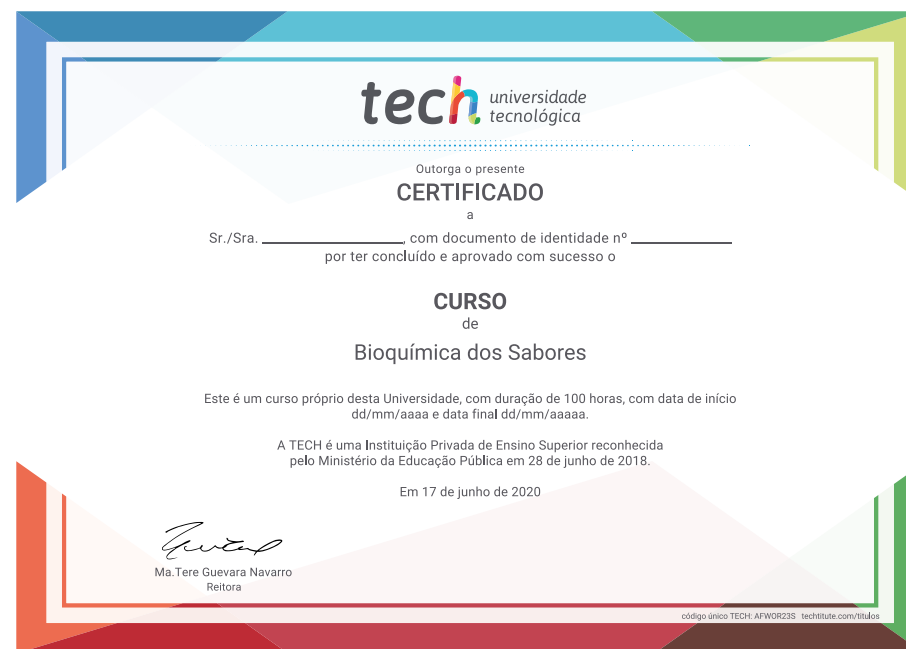 tech universidade
tecnológica
Outorga o presente
CERTIFICADO
a
Sr./Sra. ________________, com documento de identidade nº ____________
por ter concluído e aprovado com sucesso o
CURSO
de
Bioquímica dos Sabores
Este é um curso próprio desta Universidade, com duração de 100 horas, com data de início
dd/mm/aaaa e data final dd/mm/aaaaa.
A TECH é uma Instituição Privada de Ensino Superior reconhecida
pelo Ministério da Educação Pública em 28 de junho de 2018.
Em 17 de junho de 2020
Ma.Tere Guevara Navarro
Reitora
código único TECH: AFWOR23S techtitute.com/titulos